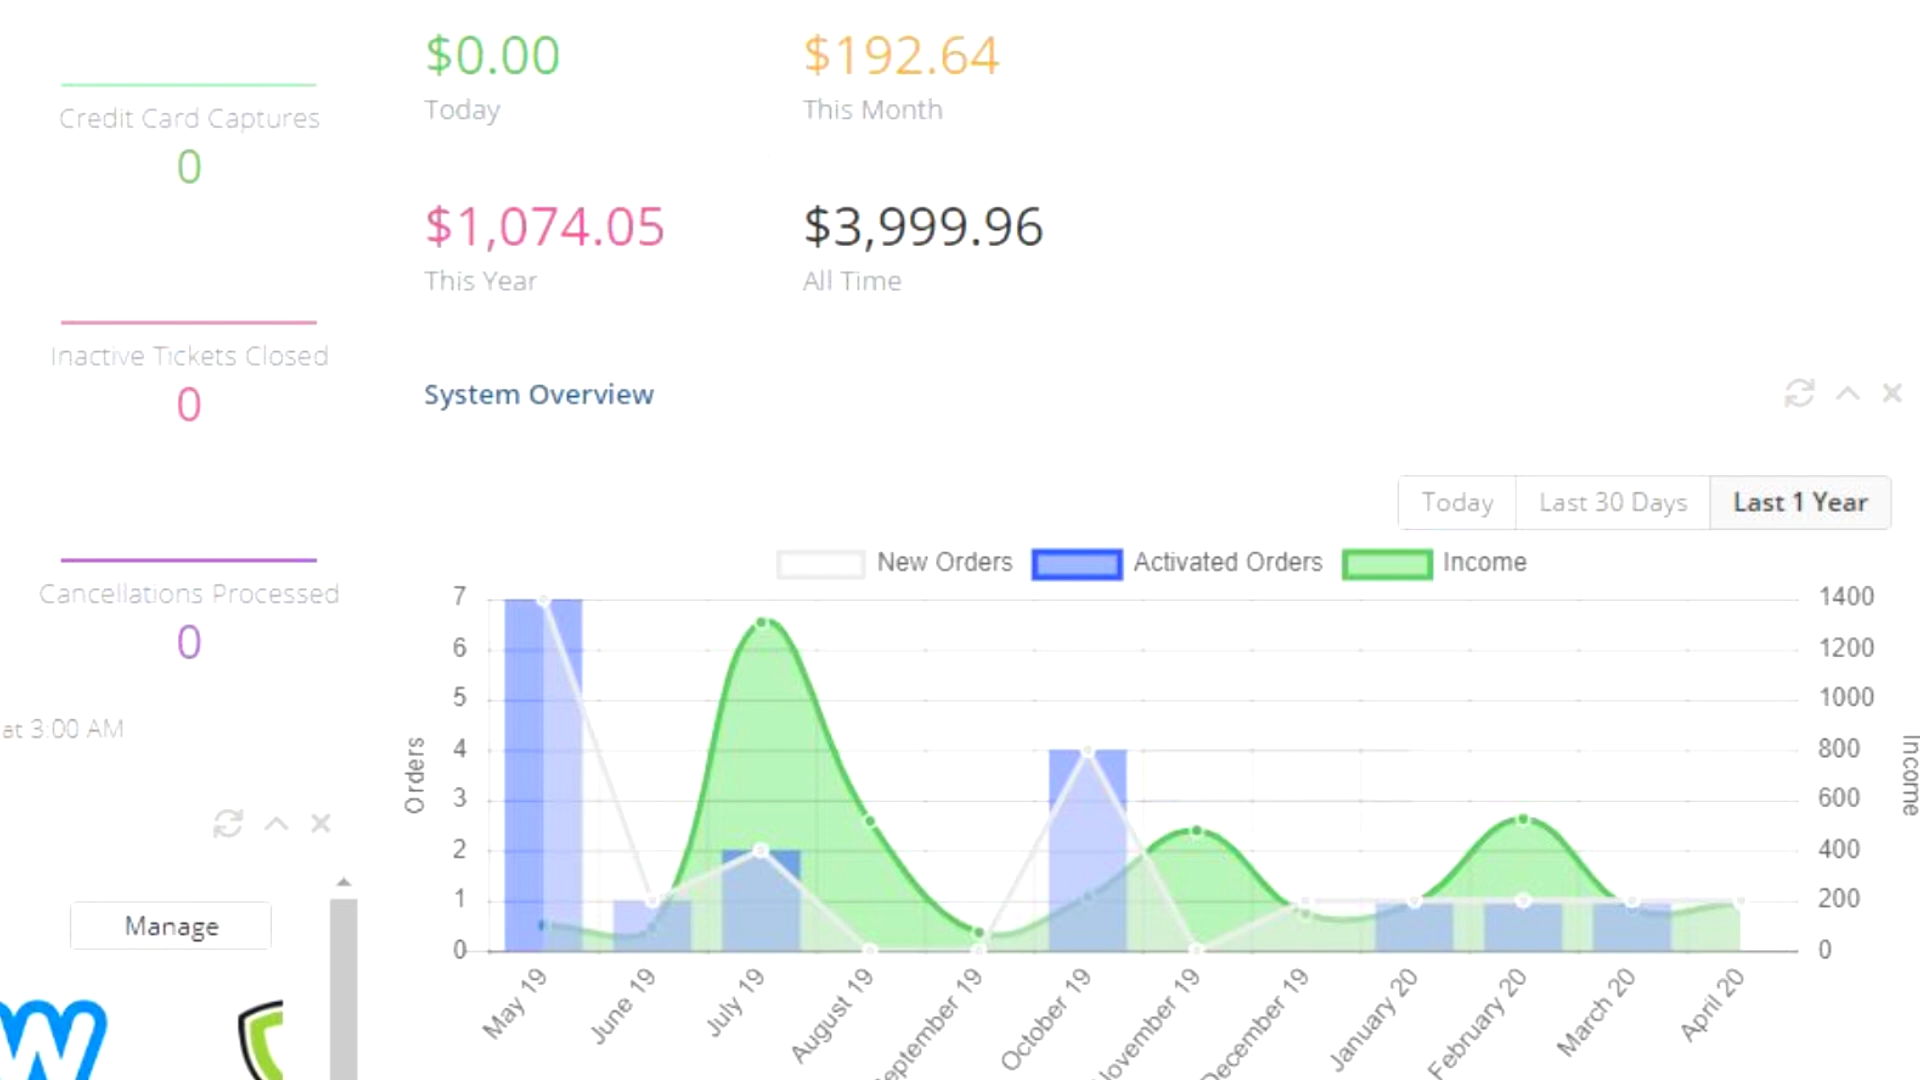 $0.00
Today
$192.64
This Month
Credit Card Captures
0
$1,074.05
This Year
$3,999.96
All Time
Inactive Tickets Closed
0
System Overview
Today
Last 30 Days
Last 1 Year
Cancellations Processed
0
at 3:00 AM
Manage
New Orders
Activated Orders
Income
7
6
5
4
3
2
1
0
Orders
1400
1200
1000
800
600
400
200
0
Income
May 19
June 19
July 19
August 19
eptember 19
October 19
lovember 19
December 19
January 20
February 20
March 20
April 20